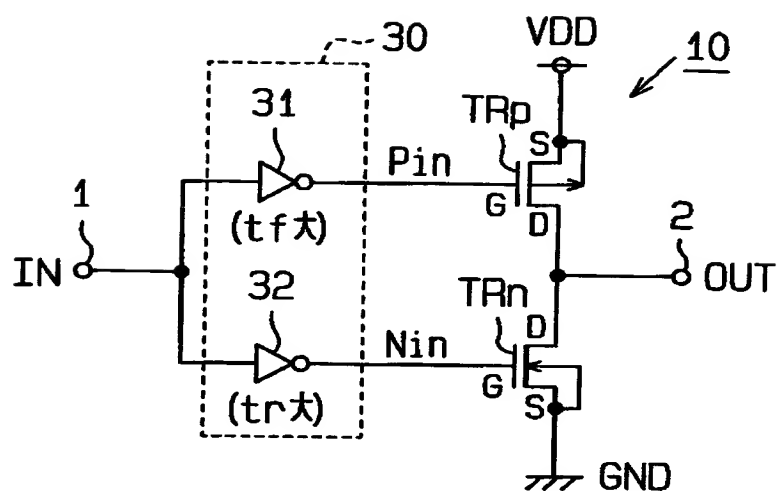 30
VDD
10
31
TRp
S
Pin
G
D
(tf大)
1
IN
2
OUT
32
TRn
D
Nin
G
S
(tr大)
GND